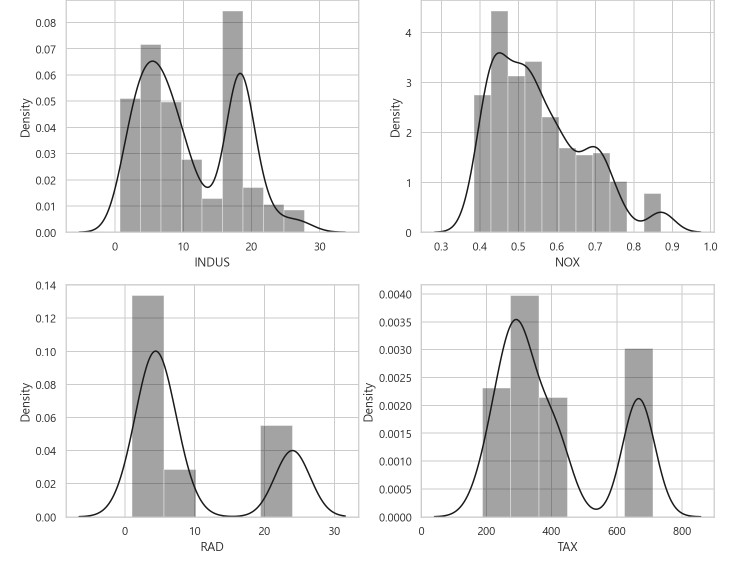 0.08
0.07
0.06
0.05
0.04
0.03
0.02
0.01
0.00
Density
0 10 20 30
INDUS
4
3
2
1
0
Density
0.3 0.4 0.5 0.6 0.7 0.8 0.9 1.0
NOX
0.14
0.12
0.10
0.08
0.06
0.04
0.02
0.00
Density
0 10 20 30
RAD
0.0040
0.0035
0.0030
0.0025
0.0020
0.0015
0.0010
0.0005
0.0000
Density
0 200 400 600 800
TAX